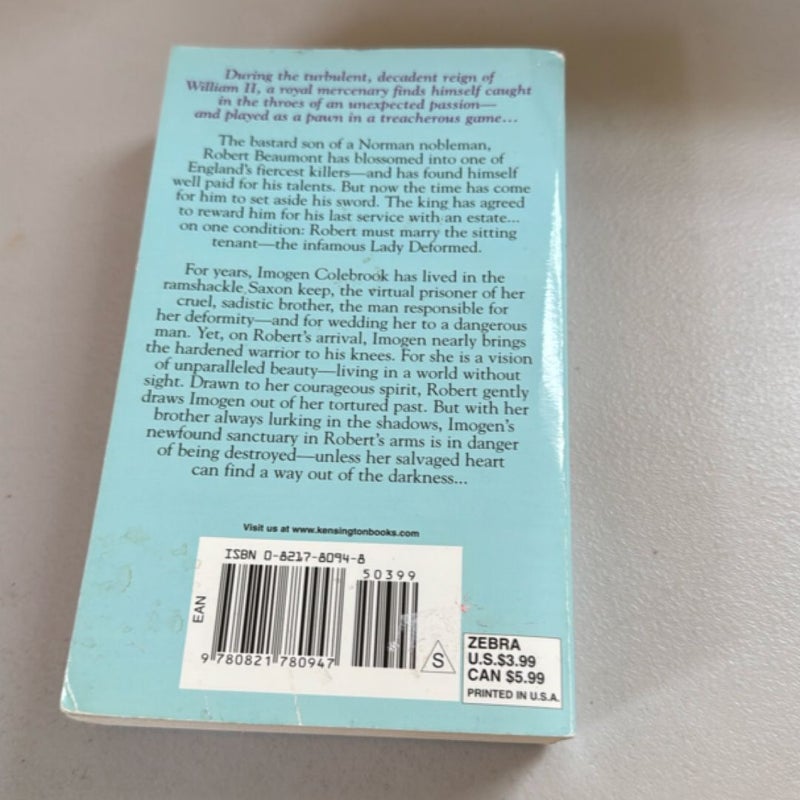 During the turbulent, decadent reign of
William II, a royal mercenary finds himself caught
in the throes of an unexpected passion—
and played as a pawn in a treacherous game...
The bastard son of a Norman nobleman,
Robert Beaumont has blossomed into one of
England's fiercest killers—and has found himself
well paid for his talents. But now the time has come
for him to set aside his sword. The king has agreed
to reward him for his last service with an estate...
on one condition: Robert must marry the sitting
tenant—the infamous Lady Deformed.
For years, Imogen Colebrook has lived in the
ramshackle Saxon keep, the virtual prisoner of her
cruel, sadistic brother, the man responsible for
her deformity—and for wedding her to a dangerous
man. Yet, on Robert's arrival, Imogen nearly brings
the hardened warrior to his knees. For she is a vision
of unparalleled beauty—living in a world without
sight. Drawn to her courageous spirit, Robert gently
draws Imogen out of her tortured past. But with her
brother always lurking in the shadows, Imogen's
newfound sanctuary in Robert's arms is in danger
of being destroyed—unless her salvaged heart
can find a way out of the darkness...
Visit us at www.kensingtonbooks.com
ISBN 0-8217-8094-8
50399
EAN
9 780821 780947
S
ZEBRA
U.S.$3.99
CAN $5.99
PRINTED IN U.S.A.